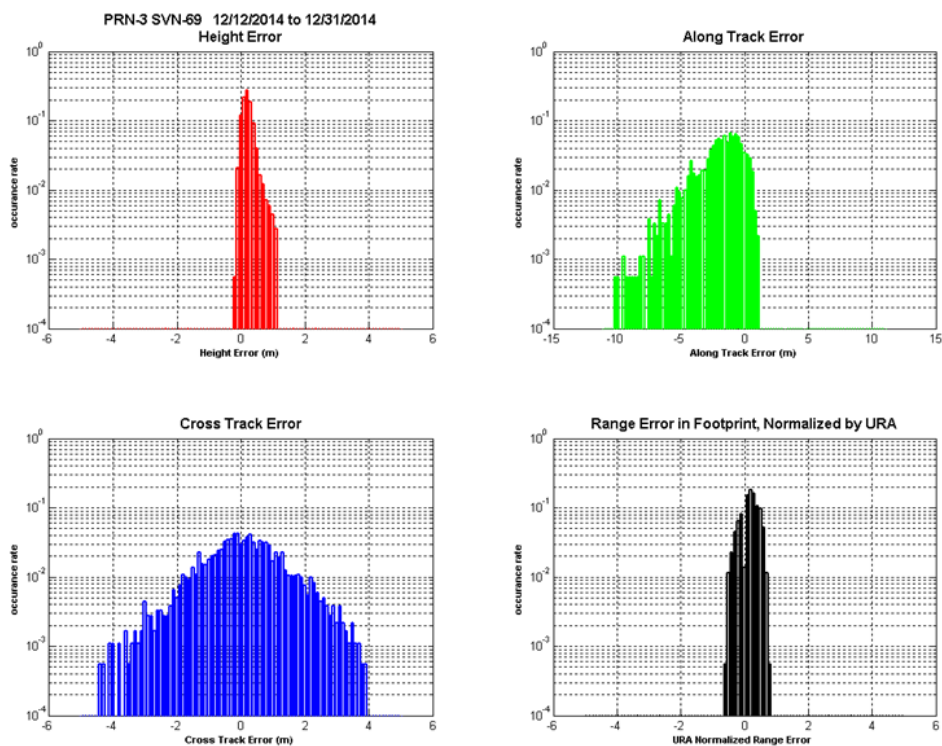 PRN-3 SVN-69 12/12/2014 to 12/31/2014
Height Error
10^0
10^-1
10^-2
10^-3
10^-4
occurance rate
-6 -4 -2 0 2 4 6
Height Error (m)
Along Track Error
10^0
10^-1
10^-2
10^-3
10^-4
occurance rate
-15 -10 -5 0 5 10 15
Along Track Error (m)
Cross Track Error
10^0
10^-1
10^-2
10^-3
10^-4
occurance rate
-6 -4 -2 0 2 4 6
Cross Track Error (m)
Range Error in Footprint, Normalized by URA
10^0
10^-1
10^-2
10^-3
10^-4
occurance rate
-6 -4 -2 0 2 4 6
URA Normalized Range Error